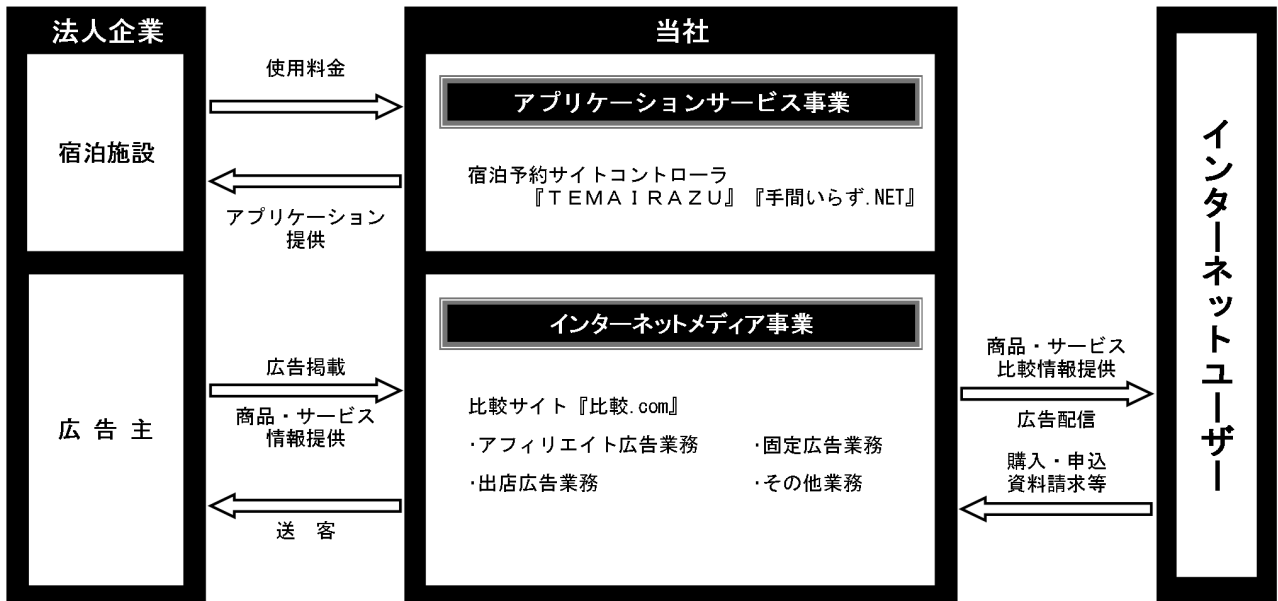 法人企業
当社
宿泊施設
使用料金
アプリケーション
提供
アプリケーションサービス事業
宿泊予約サイトコントローラ
『ＴＥＭＡＩＲＡＺＵ』『手間いらず.NET』
広告主
広告掲載
商品・サービス
情報提供
送　客
インターネットメディア事業
比較サイト『比較.com』
･アフィリエイト広告業務
･固定広告業務
･出店広告業務
･その他業務
商品・サービス
比較情報提供
広告配信
購入・申込
資料請求等
インターネットユーザー